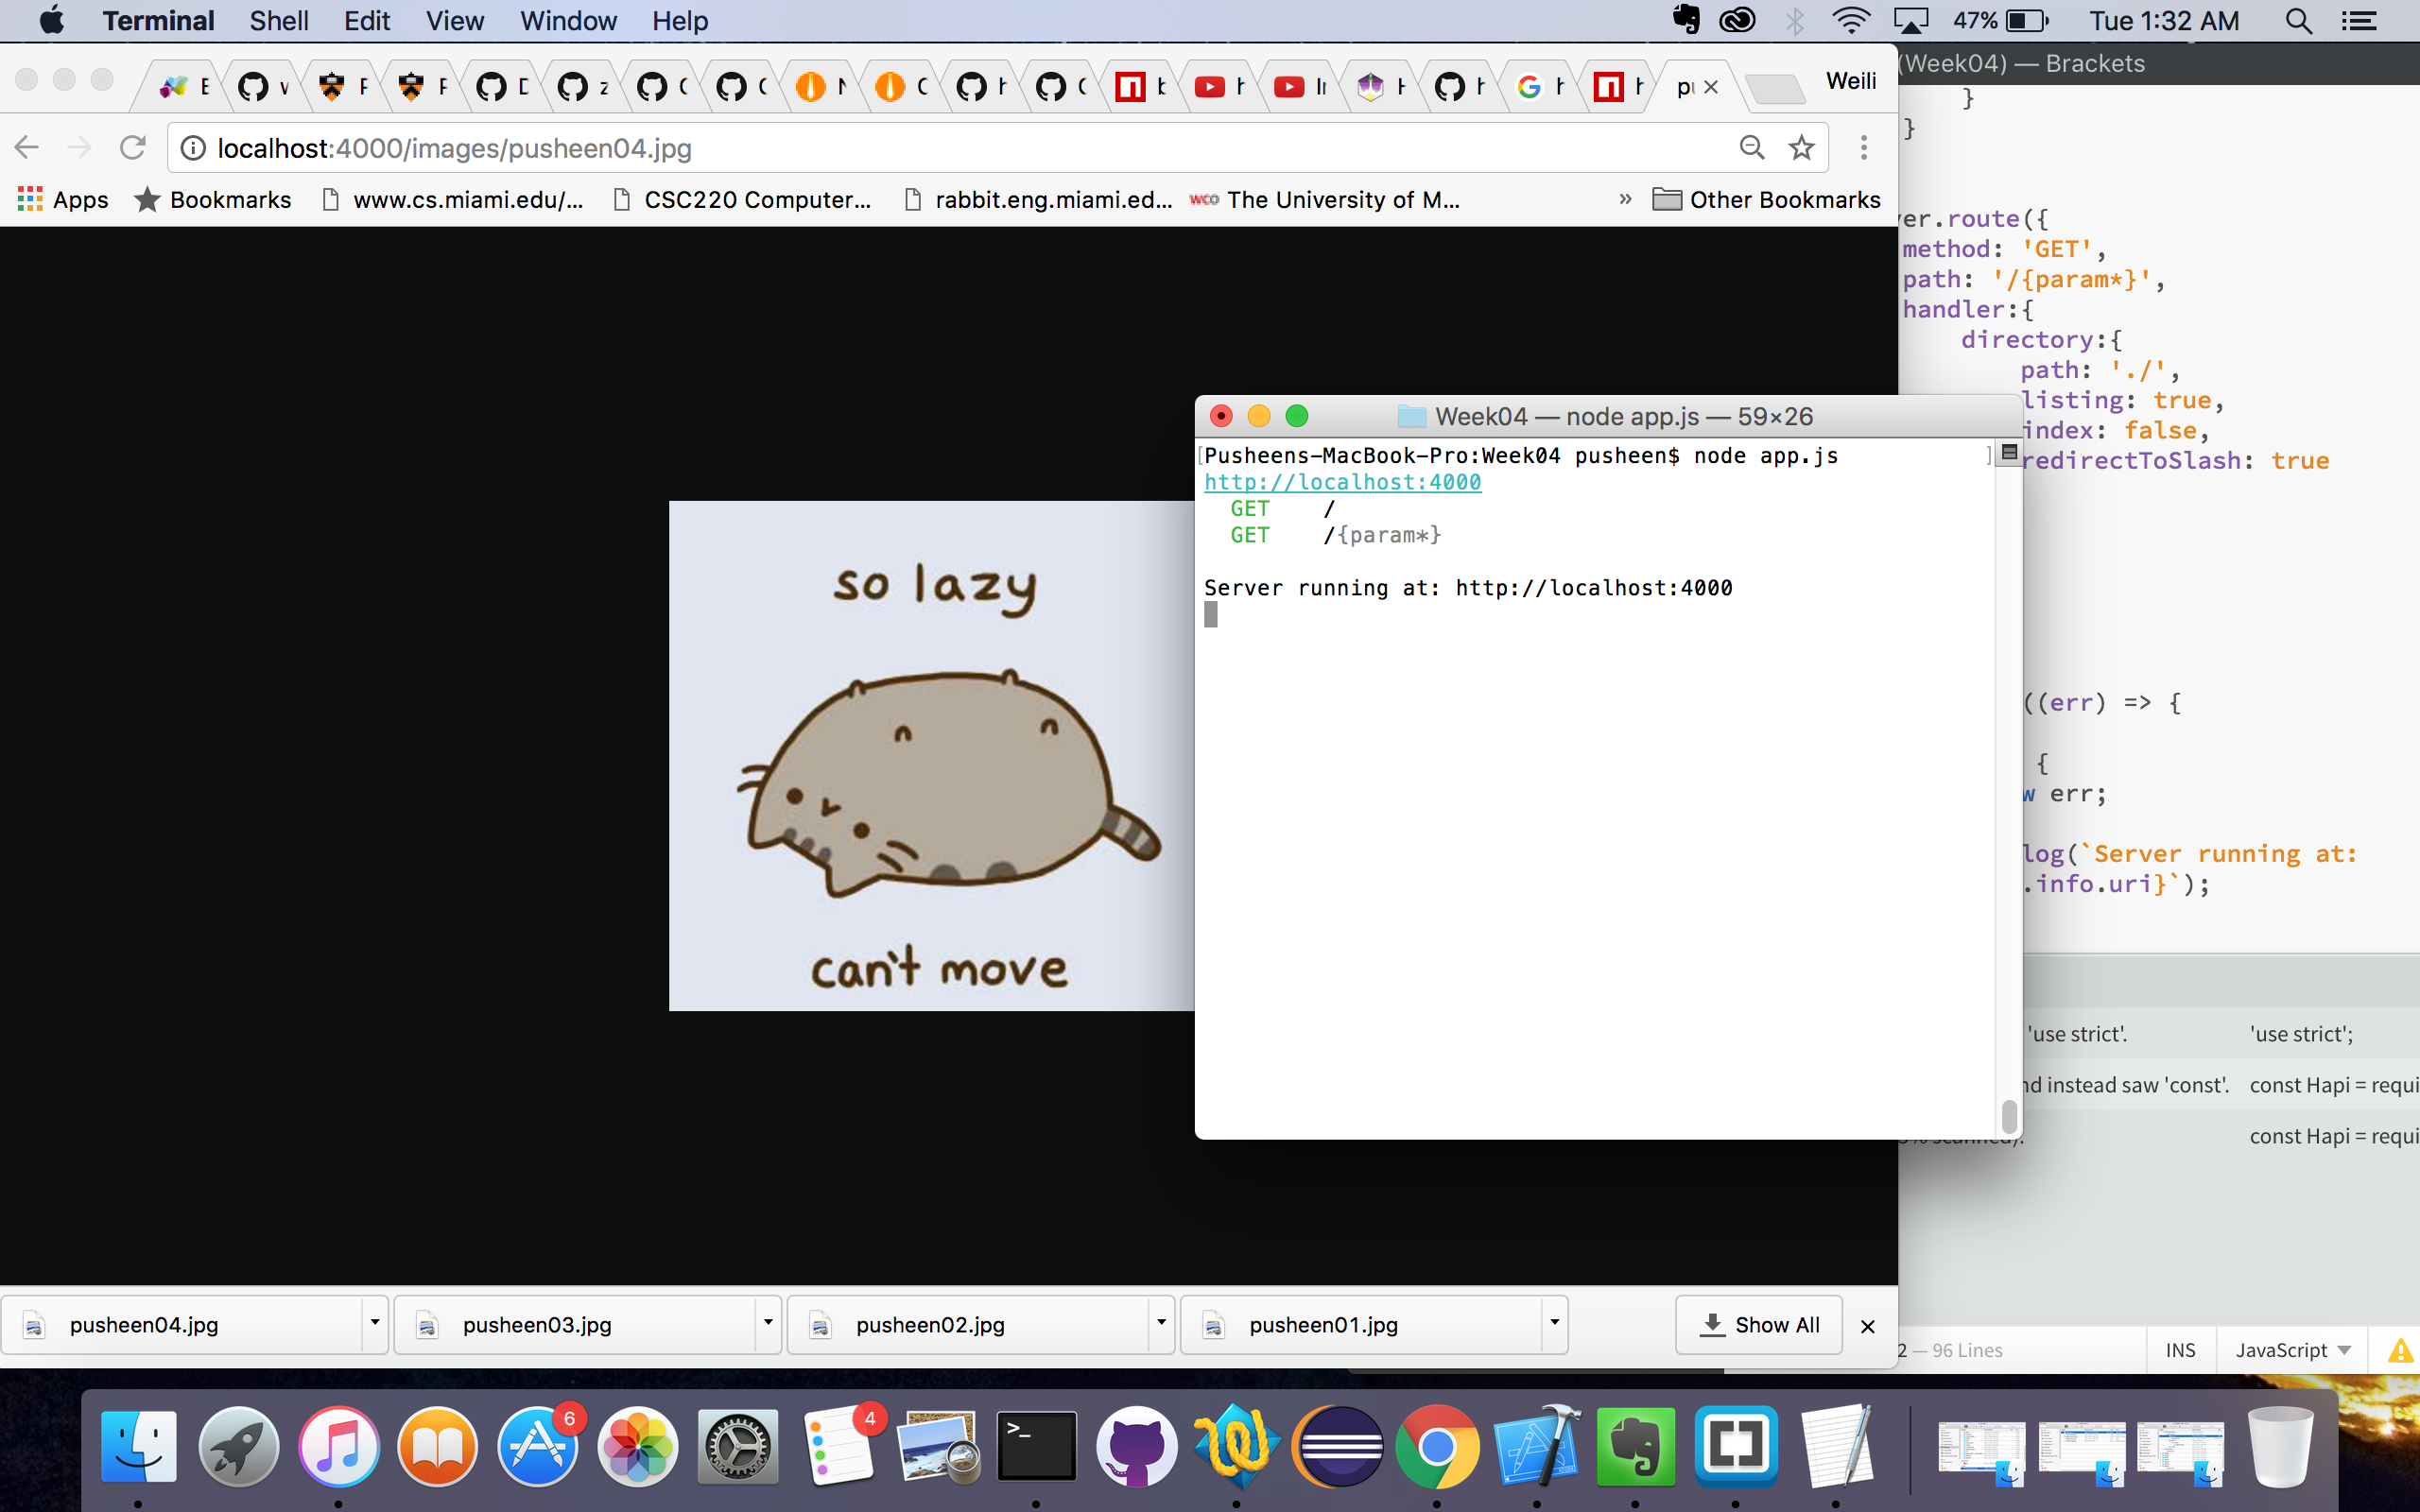 Terminal Shell Edit View Window Help 47% Tue 1:32 AM
Weili
localhost:4000/images/pusheen04.jpg
Apps Bookmarks www.cs.miami.edu/... CSC220 Computer... rabbit.eng.miami.ed... WCO The University of M... » Other Bookmarks
so lazy
can't move
Week04 — node app.js — 59×26
[Pusheens-MacBook-Pro:Week04 pusheen$ node app.js ]
http://localhost:4000
GET /
GET /{param*}
Server running at: http://localhost:4000
(Week04) — Brackets
}
}
er.route({
method: 'GET',
path: '/{param*}',
handler:{
directory:{
path: './',
listing: true,
index: false,
redirectToSlash: true
((err) => {
{
w err;
log(`Server running at:
.info.uri}`);
'use strict'. 'use strict';
nd instead saw 'const'. const Hapi = requi
const Hapi = requi
2 — 96 Lines INS JavaScript
pusheen04.jpg pusheen03.jpg pusheen02.jpg pusheen01.jpg Show All
6
4
>_